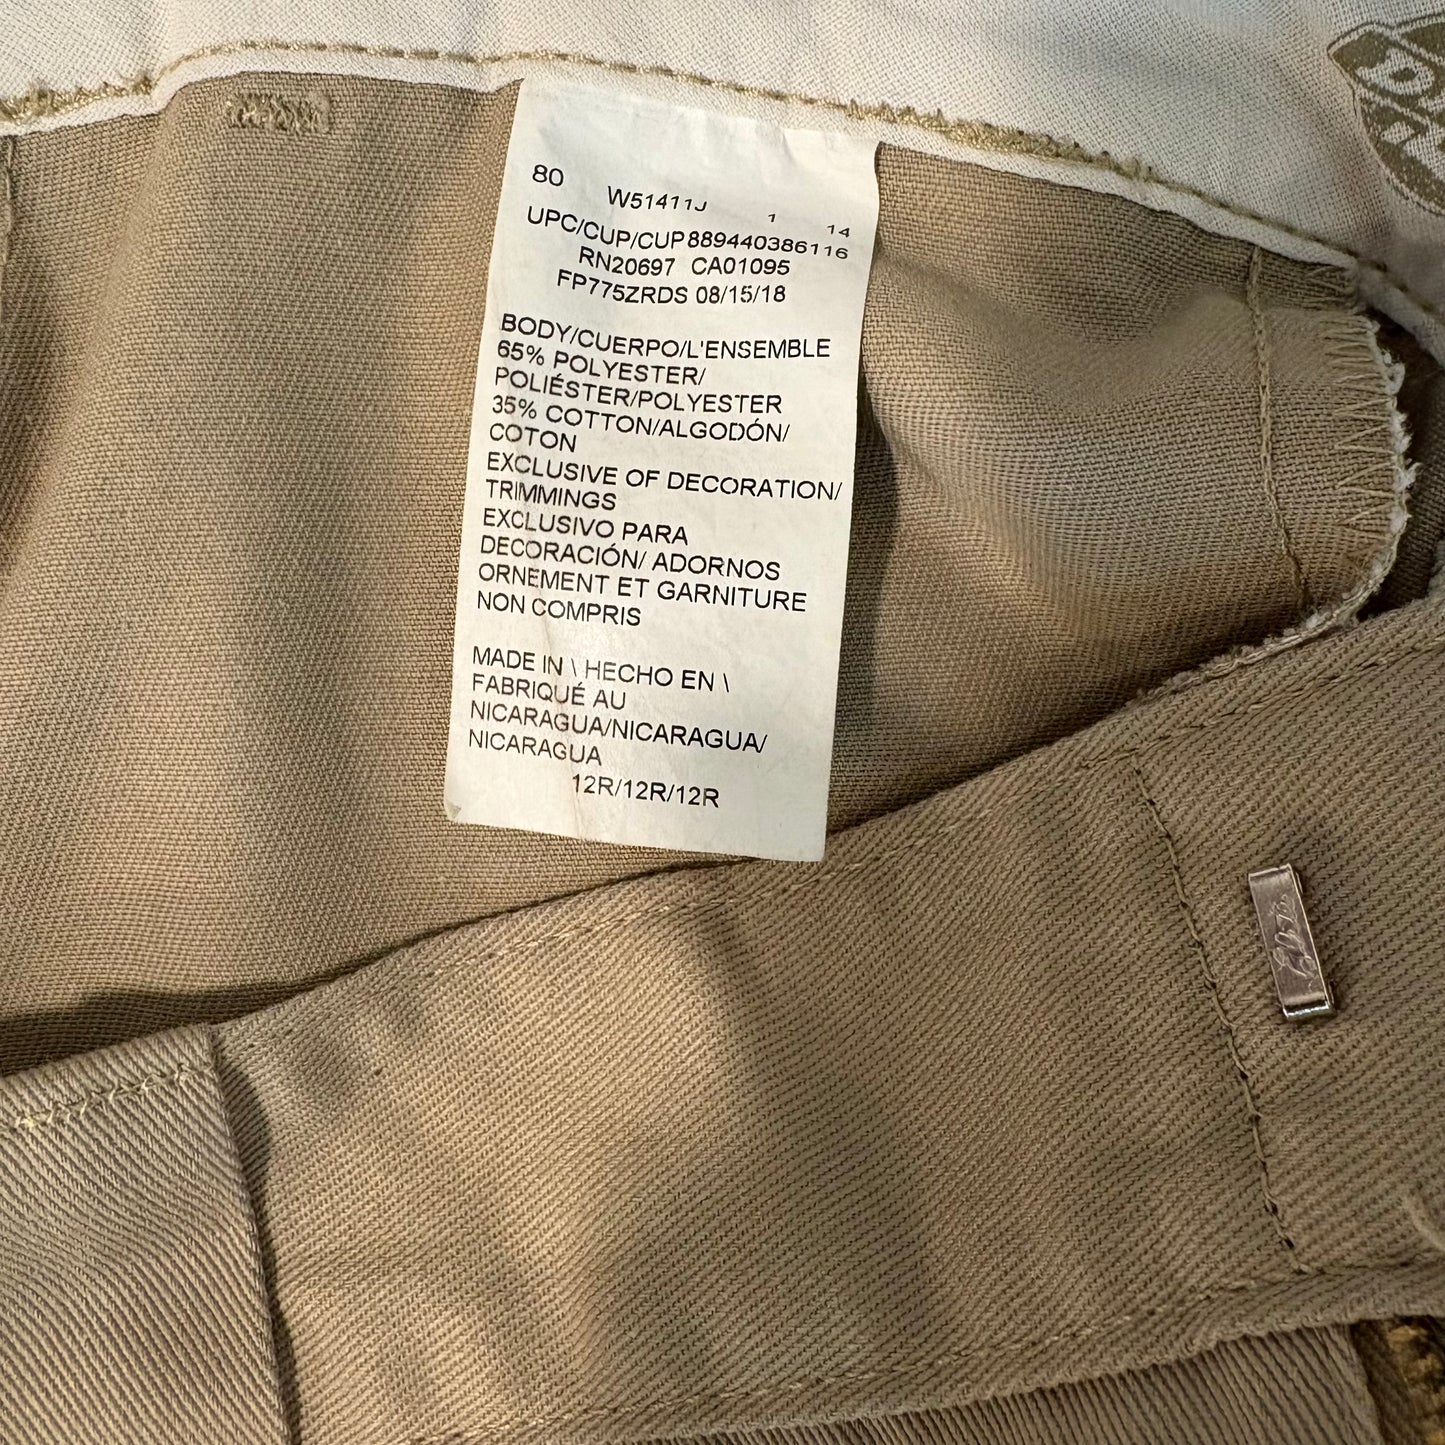 80 W51411J 1 14
UPC/CUP/CUP889440386116
RN20697 CA01095
FP775ZRDS 08/15/18
BODY/CUERPO/L'ENSEMBLE
65% POLYESTER/
POLIÉSTER/POLYESTER
35% COTTON/ALGODÓN/
COTON
EXCLUSIVE OF DECORATION/
TRIMMINGS
EXCLUSIVO PARA
DECORACIÓN/ ADORNOS
ORNEMENT ET GARNITURE
NON COMPRIS
MADE IN \ HECHO EN \
FABRIQUÉ AU
NICARAGUA/NICARAGUA/
NICARAGUA
12R/12R/12R